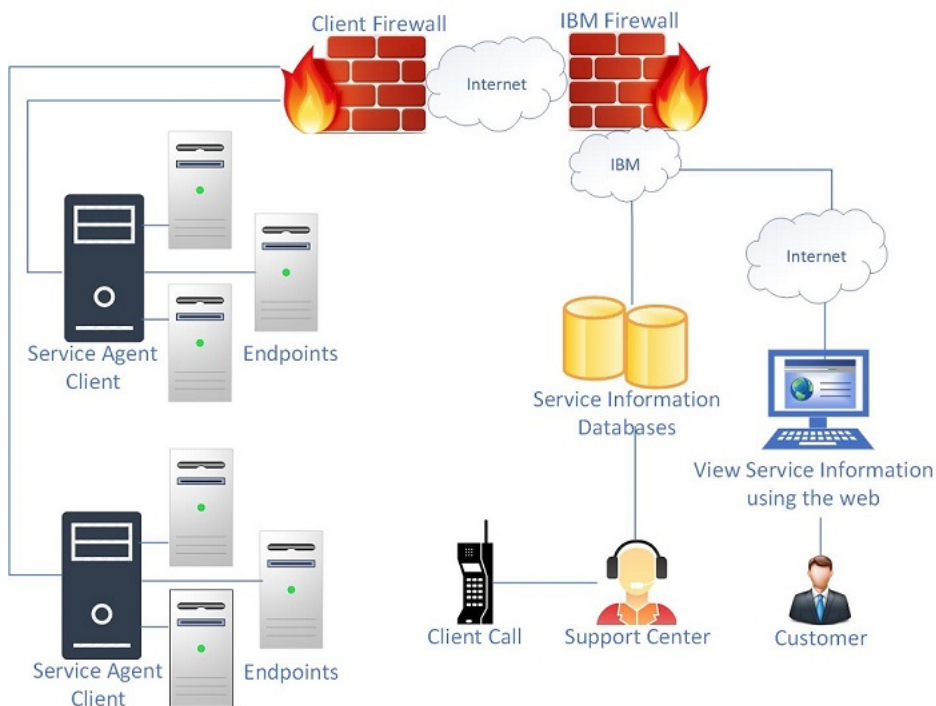 Client Firewall
IBM Firewall
Internet
IBM
Internet
Service Agent
Client
Endpoints
Service Information
Databases
View Service Information
using the web
Client Call
Support Center
Customer
Service Agent
Client
Endpoints